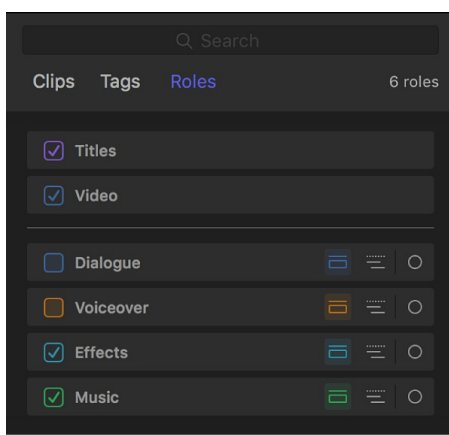 Search
Clips Tags Roles 6 roles
Titles
Video
Dialogue
Voiceover
Effects
Music